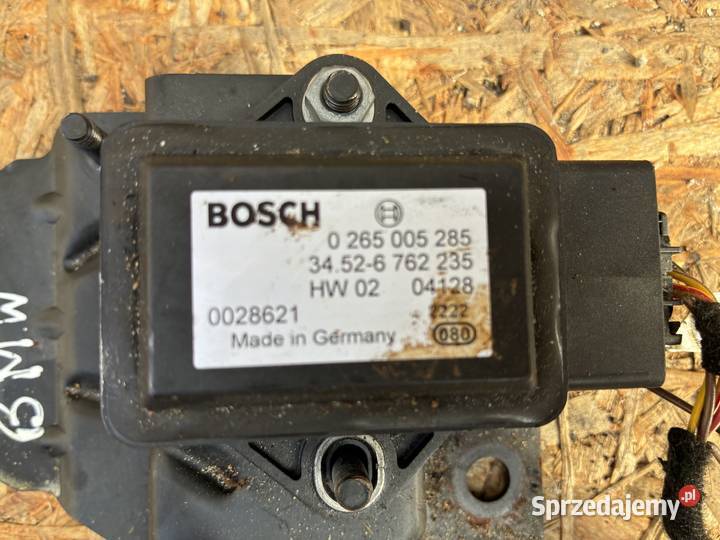 BOSCH
0 265 005 285
34.52-6 762 235
HW 02 04128
0028621 2222
Made in Germany 080
Sprzedajemy.pl